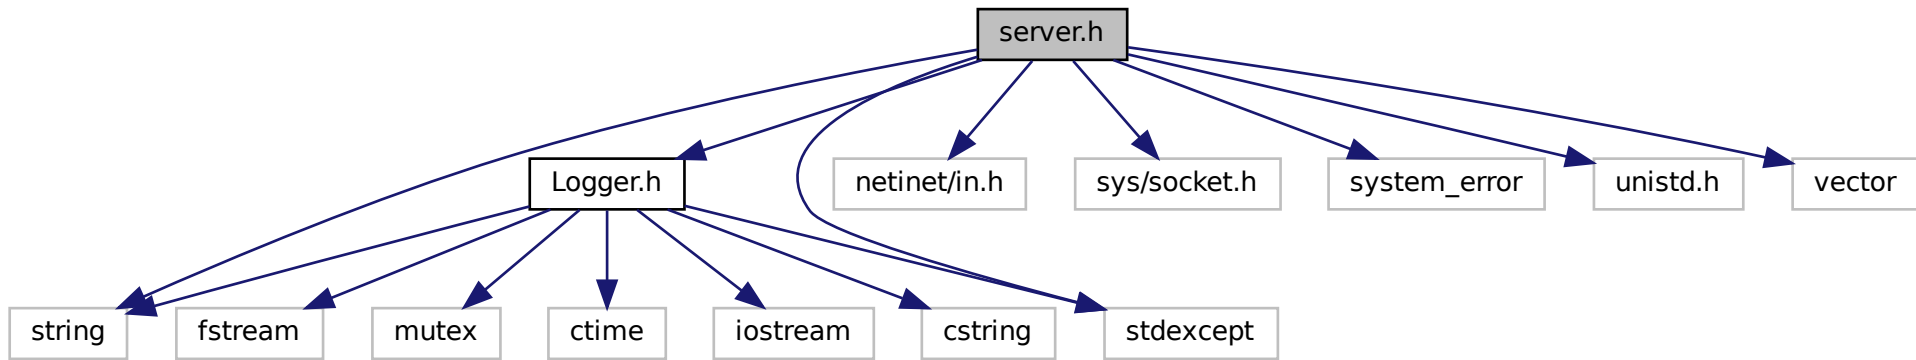 server.h
Logger.h
netinet/in.h
sys/socket.h
system_error
unistd.h
vector
string
fstream
mutex
ctime
iostream
cstring
stdexcept